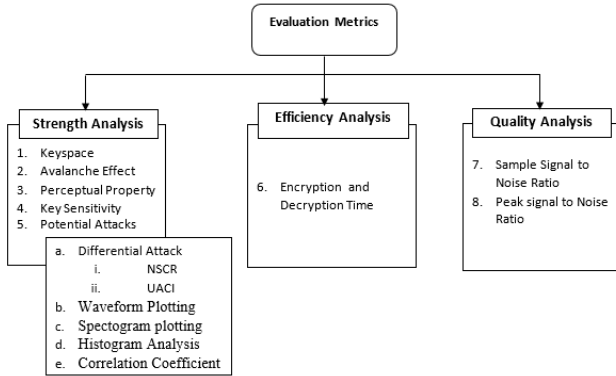 Evaluation Metrics
Strength Analysis
1. Keyspace
2. Avalanche Effect
3. Perceptual Property
4. Key Sensitivity
5. Potential Attacks
a. Differential Attack
i. NSCR
ii. UACI
b. Waveform Plotting
c. Spectogram plotting
d. Histogram Analysis
e. Correlation Coefficient
Efficiency Analysis
6. Encryption and
Decryption Time
Quality Analysis
7. Sample Signal to
Noise Ratio
8. Peak signal to Noise
Ratio